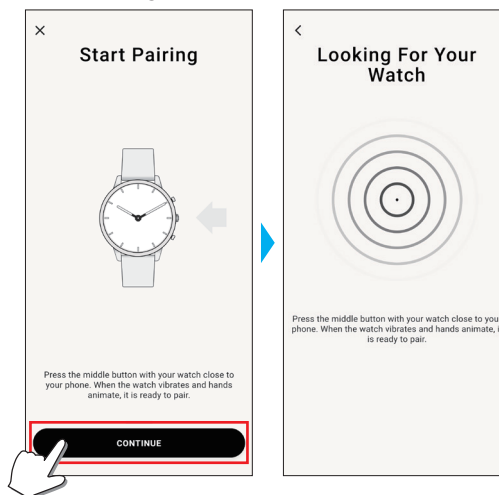 Start Pairing
Press the middle button with your watch close to
your phone. When the watch vibrates and hands
animate, it is ready to pair.
CONTINUE
Looking For Your
Watch
Press the middle button with your watch close to
phone. When the watch vibrates and hands animate,
is ready to pair.